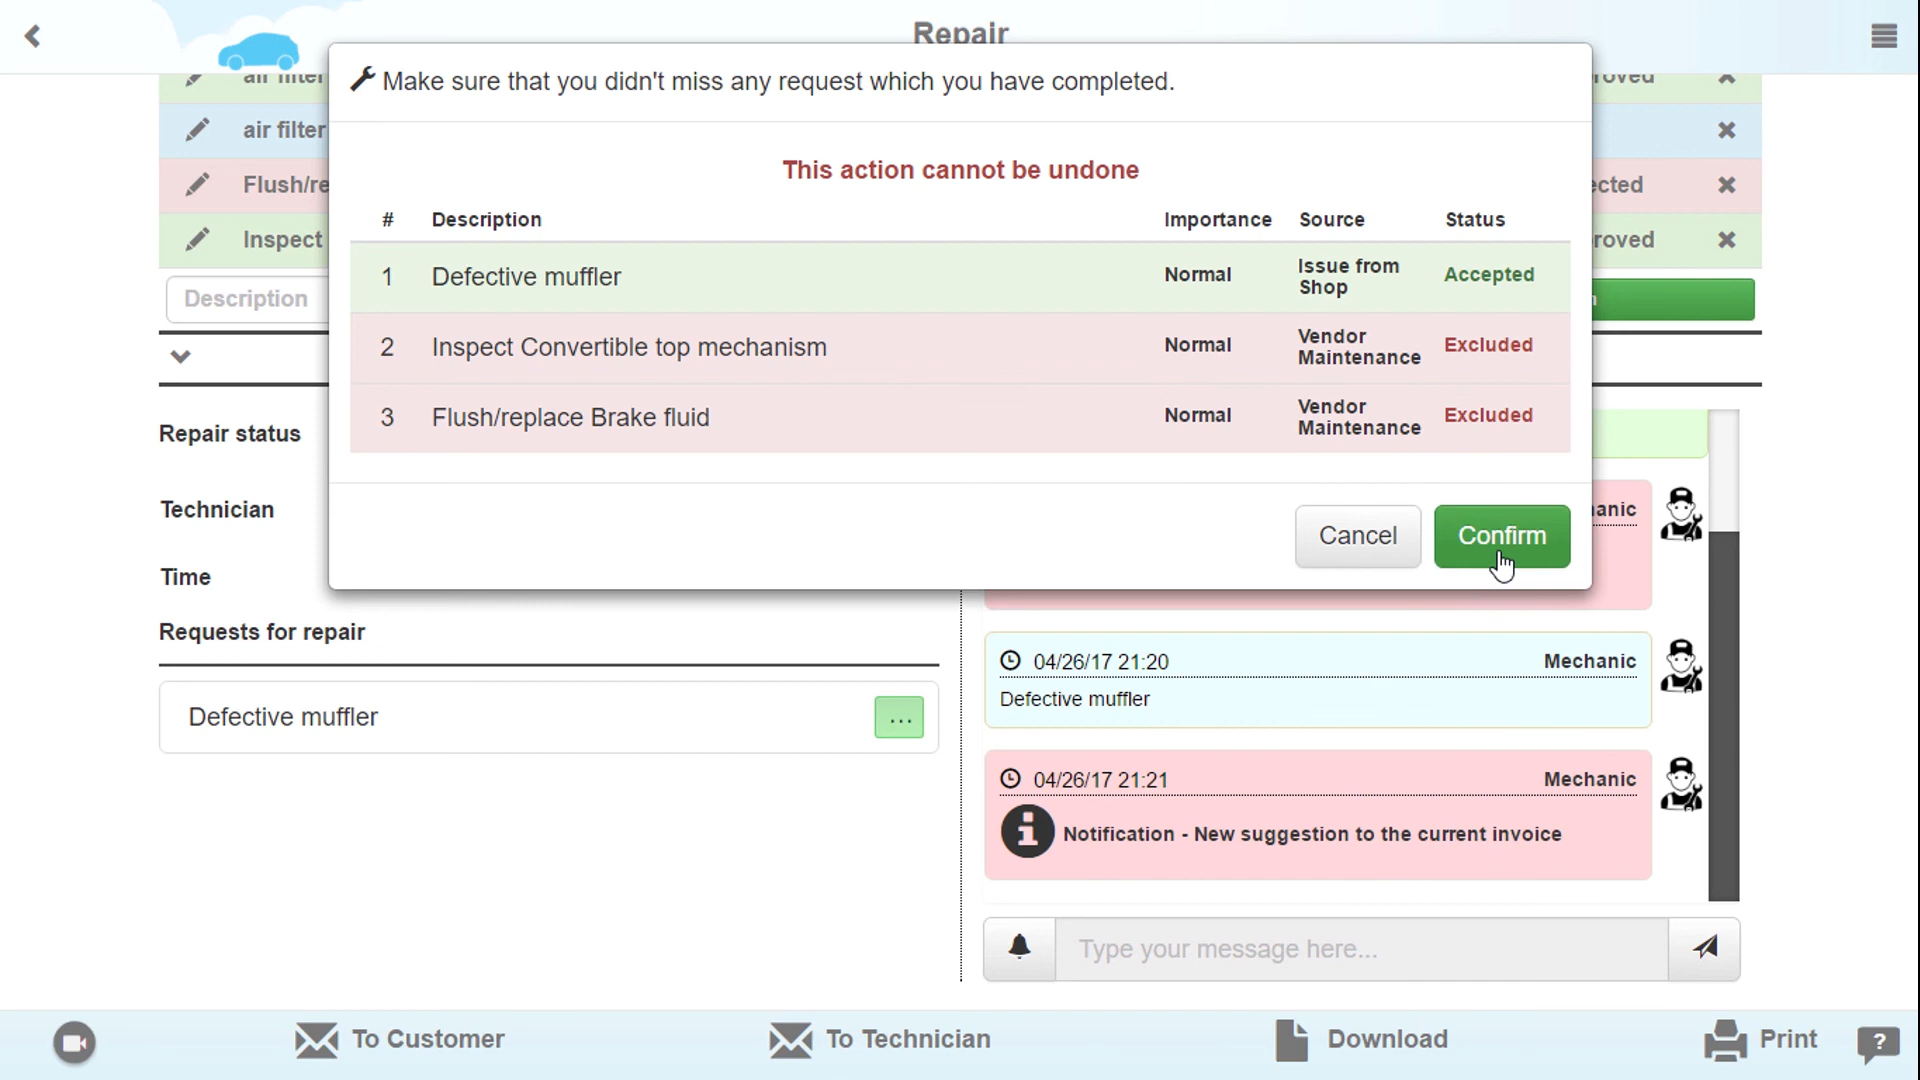 Repair
Make sure that you didn't miss any request which you have completed.
air filter
Flush/re
ected
Inspect
roved
Description
This action cannot be undone
# Description Importance Source Status
1 Defective muffler Normal Issue from Shop Accepted
2 Inspect Convertible top mechanism Normal Vendor Maintenance Excluded
3 Flush/replace Brake fluid Normal Vendor Maintenance Excluded
Cancel Confirm
Repair status
Technician
Time
Requests for repair
Defective muffler ...
anic
04/26/17 21:20 Mechanic
Defective muffler
04/26/17 21:21 Mechanic
Notification - New suggestion to the current invoice
Type your message here...
To Customer To Technician Download Print ?